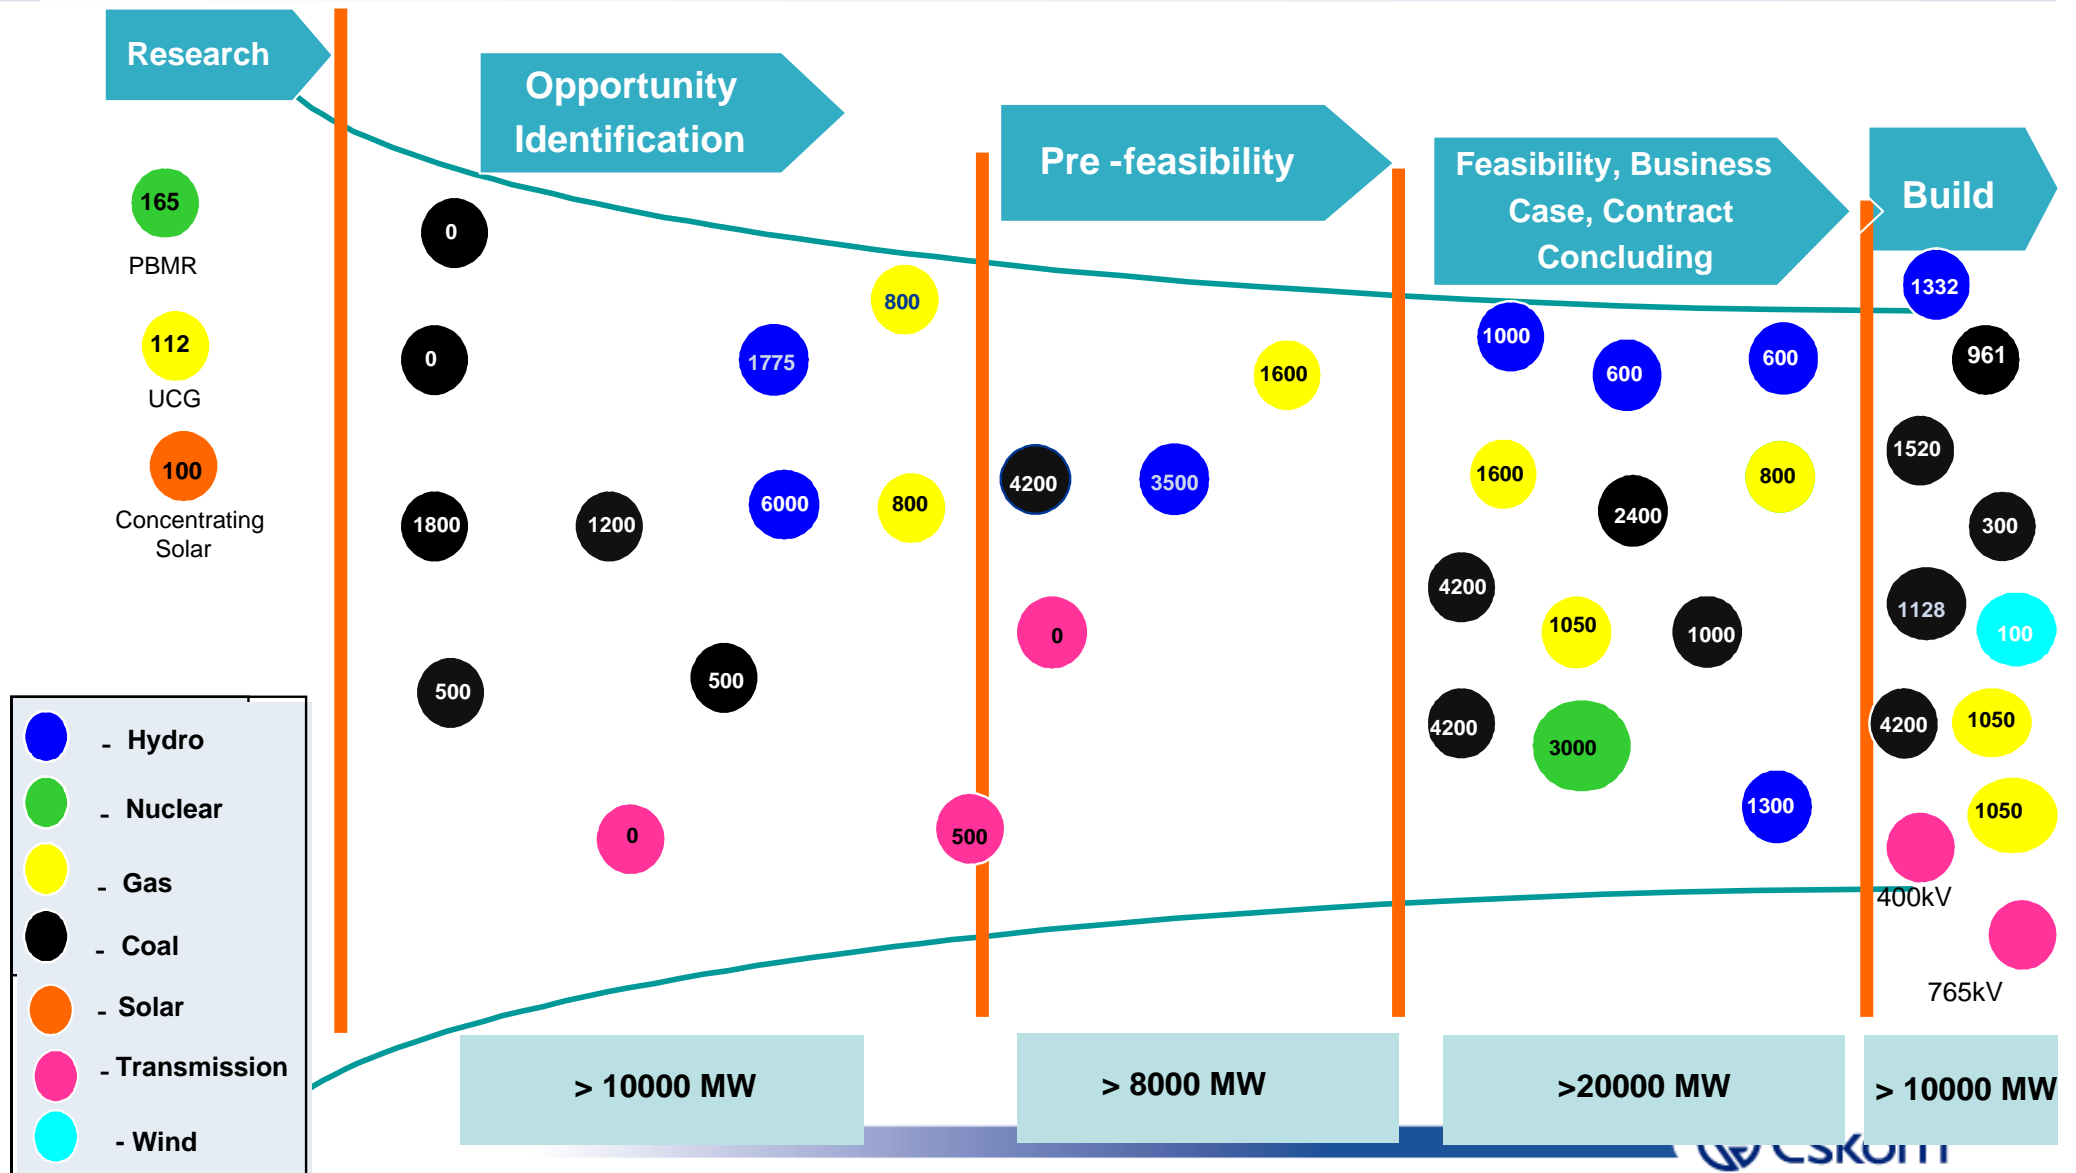 Research
Opportunity
Identification
Pre -feasibility
Feasibility, Business
Case, Contract
Concluding
Build
165
PBMR
112
UCG
100
Concentrating
Solar
0
800
0
1775
1800
1200
6000
800
500
500
0
500
1600
4200
3500
0
1000
600
600
1600
2400
800
4200
1050
1000
4200
3000
1300
1332
961
1520
300
1128
100
4200
1050
1050
400kV
765kV
- Hydro
- Nuclear
- Gas
- Coal
- Solar
- Transmission
- Wind
> 10000 MW
> 8000 MW
>20000 MW
> 10000 MW